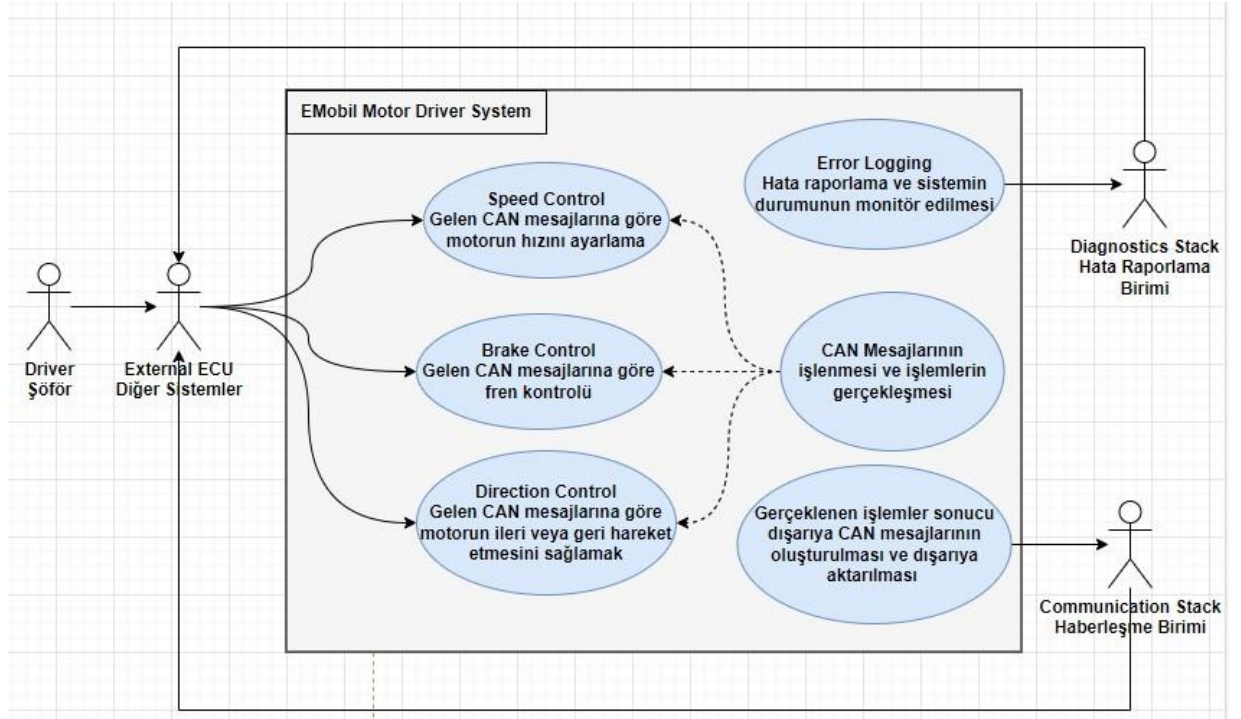 EMobil Motor Driver System
Speed Control
Gelen CAN mesajlarına göre
motorun hızını ayarlama
Error Logging
Hata raporlama ve sistemin
durumunun monitör edilmesi
Diagnostics Stack
Hata Raporlama
Birimi
Driver
Şöför
External ECU
Diğer Sistemler
Brake Control
Gelen CAN mesajlarına göre
fren kontrolü
CAN Mesajlarının
işlenmesi ve işlemlerin
gerçekleşmesi
Direction Control
Gelen CAN mesajlarına göre
motorun ileri veya geri hareket
etmesini sağlamak
Gerçeklenen işlemler sonucu
dışarıya CAN mesajlarının
oluşturulması ve dışarıya
aktarılması
Communication Stack
Haberleşme Birimi